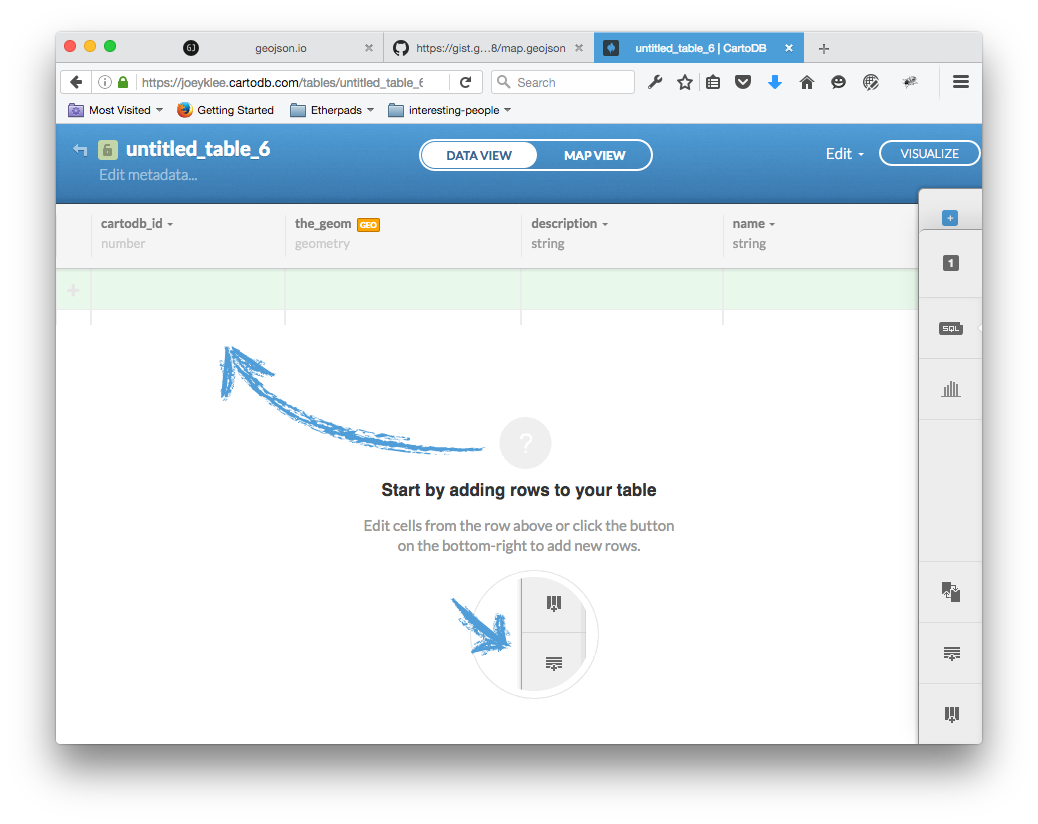 GJ geojson.io
https://gist.g...8/map.geojson
untitled_table_6 | CartoDB
https://joeyklee.cartodb.com/tables/untitled_table_6
Search
Most Visited
Getting Started
Etherpads
interesting-people
untitled_table_6
Edit metadata...
DATA VIEW
MAP VIEW
Edit
VISUALIZE
cartodb_id
the_geom GEO
description
name
number
geometry
string
string
1
SQL
?
Start by adding rows to your table
Edit cells from the row above or click the button
on the bottom-right to add new rows.